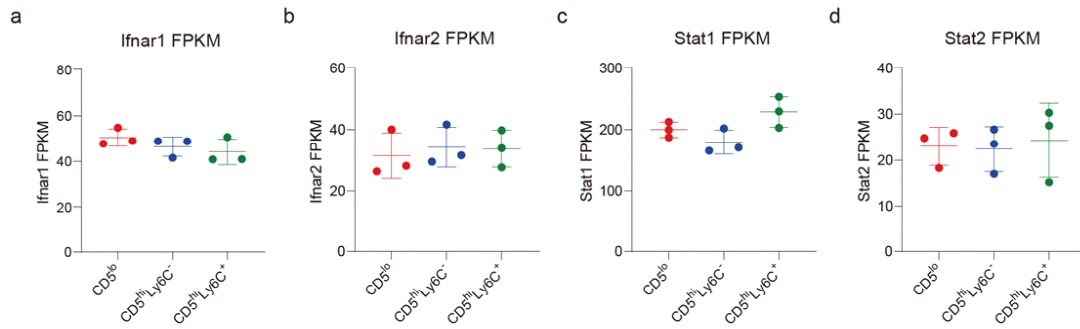 a
Ifnar1 FPKM
Ifnar1 FPKM
80
60
40
20
0
CD5ˡᵒ
CD5ʰⁱLy6C⁻
CD5ʰⁱLy6C⁺
b
Ifnar2 FPKM
Ifnar2 FPKM
60
40
20
0
CD5ˡᵒ
CD5ʰⁱLy6C⁻
CD5ʰⁱLy6C⁺
c
Stat1 FPKM
Stat1 FPKM
300
200
100
0
CD5ˡᵒ
CD5ʰⁱLy6C⁻
CD5ʰⁱLy6C⁺
d
Stat2 FPKM
Stat2 FPKM
40
30
20
10
0
CD5ˡᵒ
CD5ʰⁱLy6C⁻
CD5ʰⁱLy6C⁺